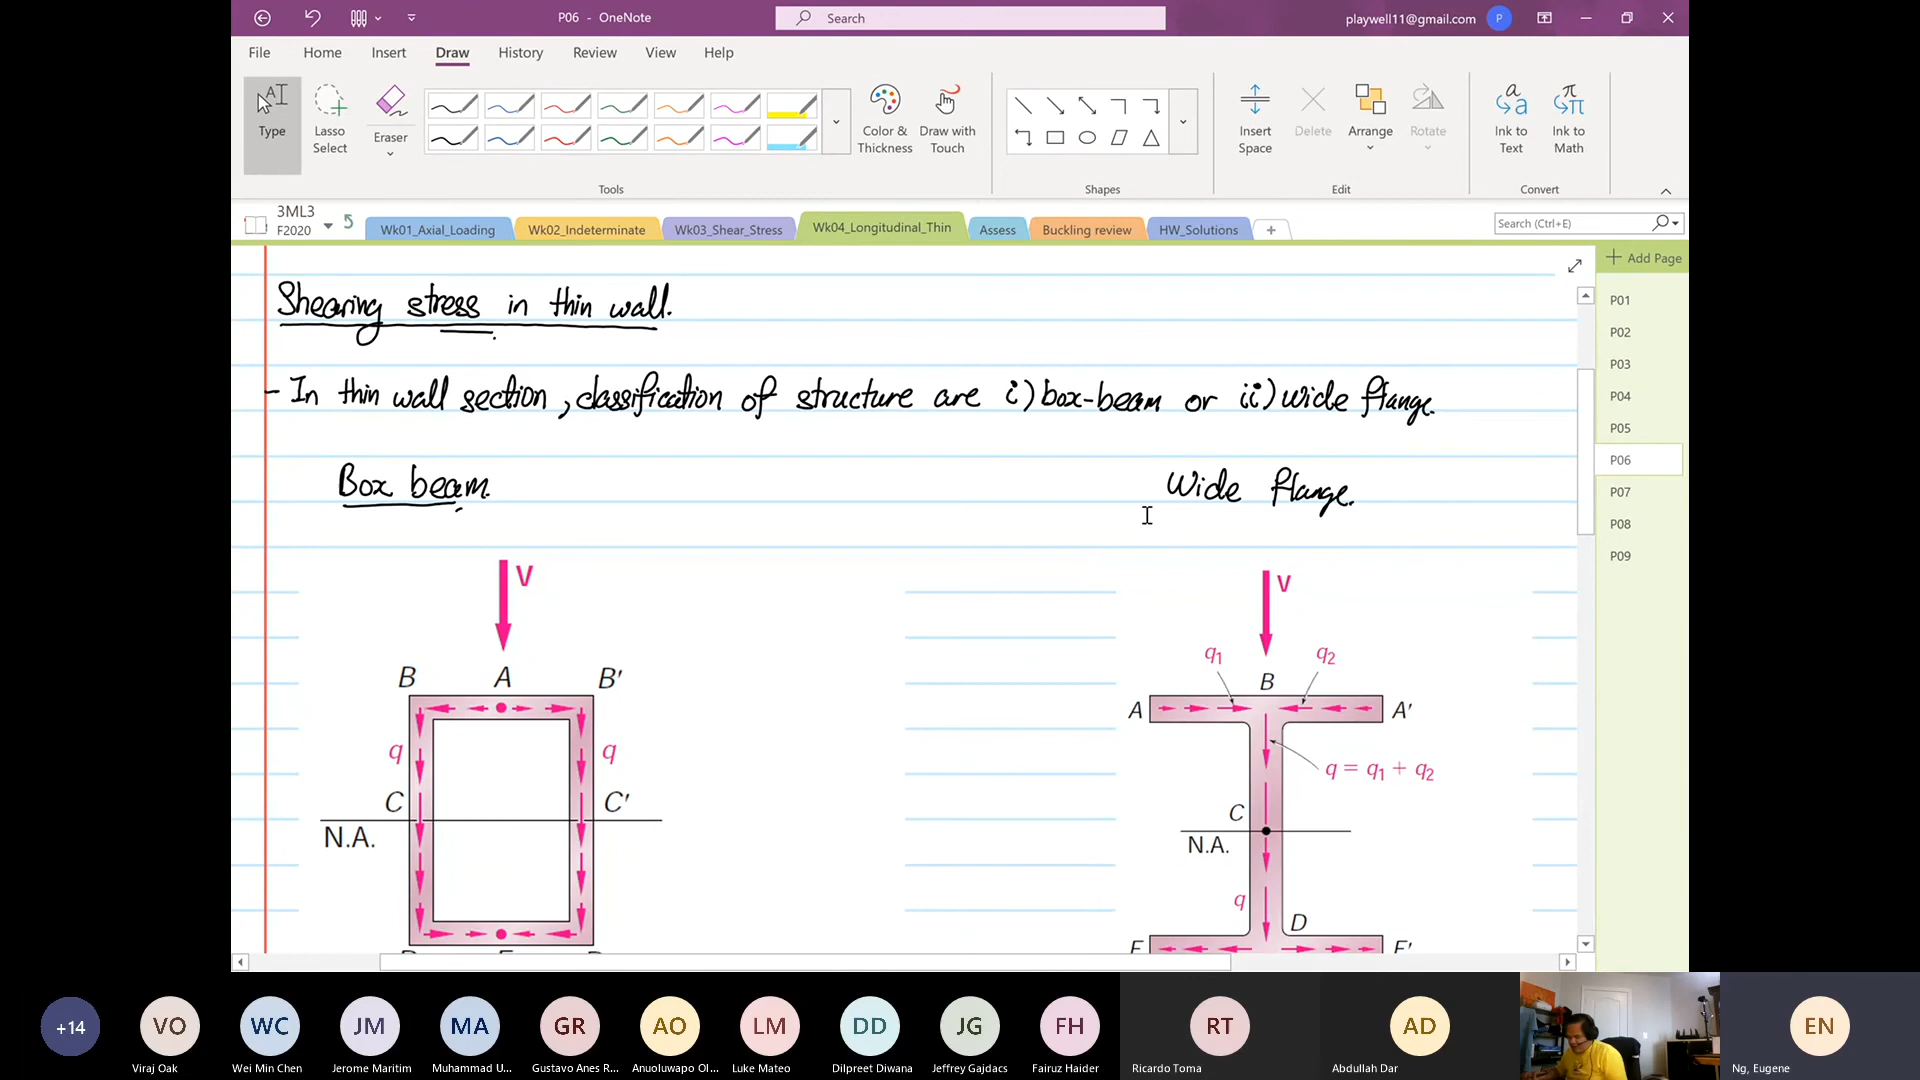 P06 - OneNote
Search
playwell11@gmail.com
P
File Home Insert Draw History Review View Help
Type
Lasso Select
Eraser
Color & Thickness
Draw with Touch
Insert Space
Delete
Arrange
Rotate
Ink to Text
Ink to Math
Tools
Shapes
Edit
Convert
3ML3 F2020
Wk01_Axial_Loading
Wk02_Indeterminate
Wk03_Shear_Stress
Wk04_Longitudinal_Thin
Assess
Buckling review
HW_Solutions
Search (Ctrl+E)
Add Page
P01
P02
P03
P04
P05
P06
P07
P08
P09
Shearing stress in thin wall.
- In thin wall section, classification of structure are i) box-beam or ii) wide flange.
Box beam. Wide flange.
V V
q1 q2
B A B' B
A A'
q q q = q1 + q2
C C' C
N.A. N.A.
q
D
E E'
+14 VO WC JM MA GR AO LM DD JG FH RT AD EN
Viraj Oak Wei Min Chen Jerome Maritim Muhammad U... Gustavo Anes R... Anuoluwapo Ol... Luke Mateo Dilpreet Diwana Jeffrey Gajdacs Fairuz Haider Ricardo Toma Abdullah Dar Ng, Eugene